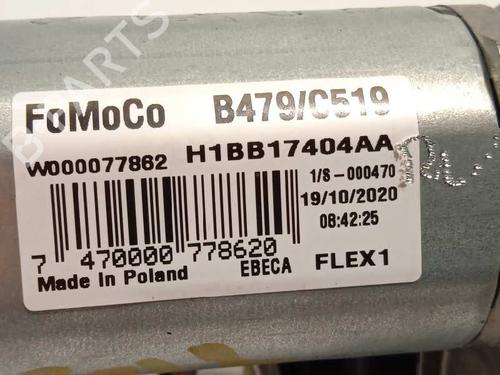 FoMoCo B479/C519
W000077862 H1BB17404AA
1/8-000470
19/10/2020
08:42:25
7 470000 778620
EBECA FLEX1
Made In Poland
PARTS